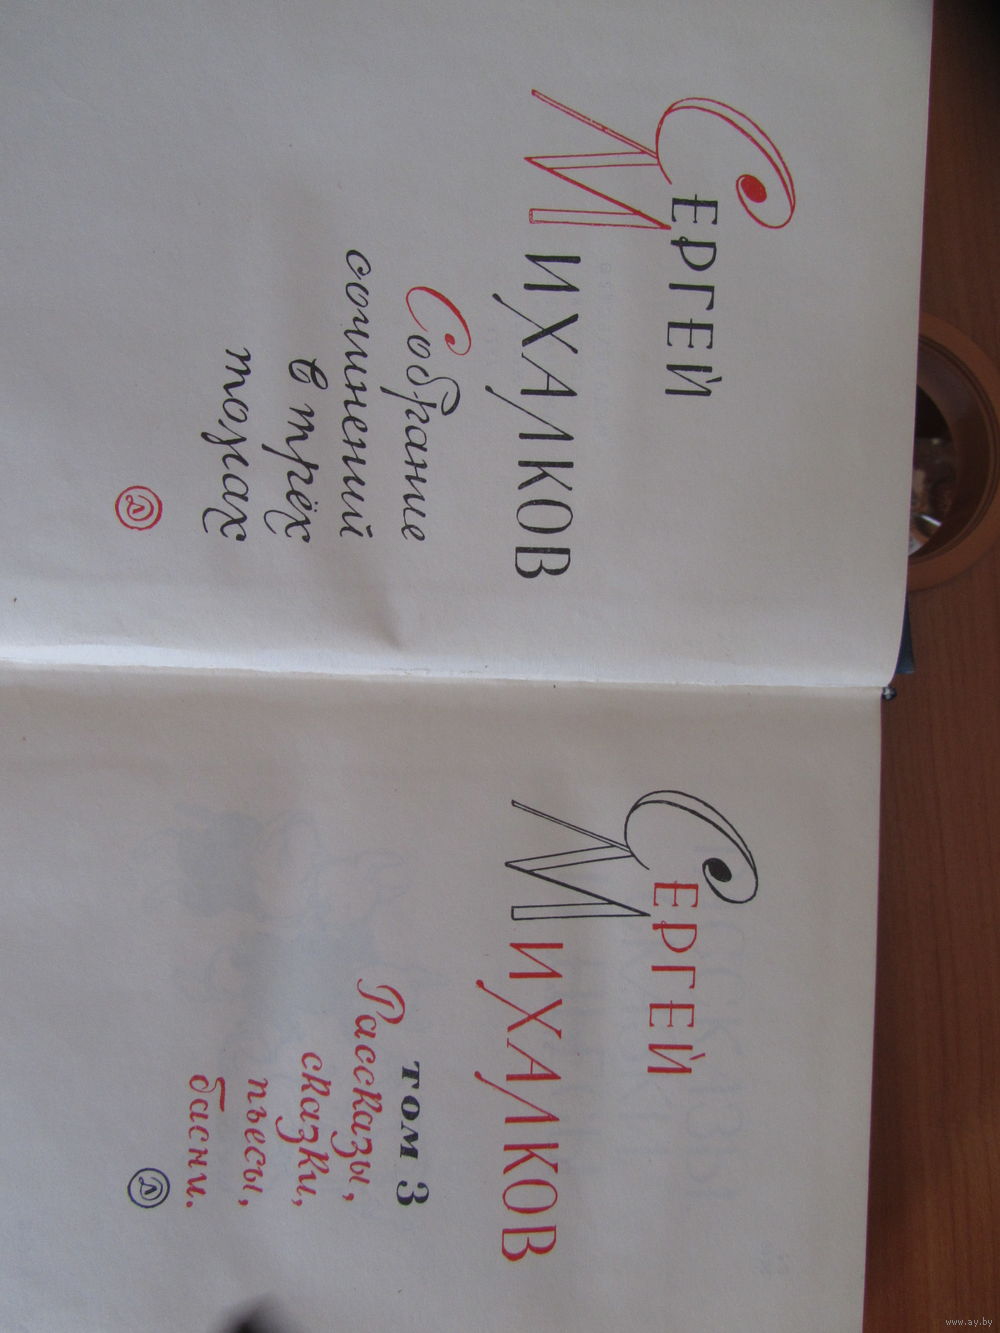 СЕРГЕЙ
МИХАЛКОВ
Собрание
сочинений
в трёх
томах
Л
СЕРГЕЙ
МИХАЛКОВ
ТОМ 3
Рассказы,
сказки,
пьесы,
басни.
Л
www.ay.by